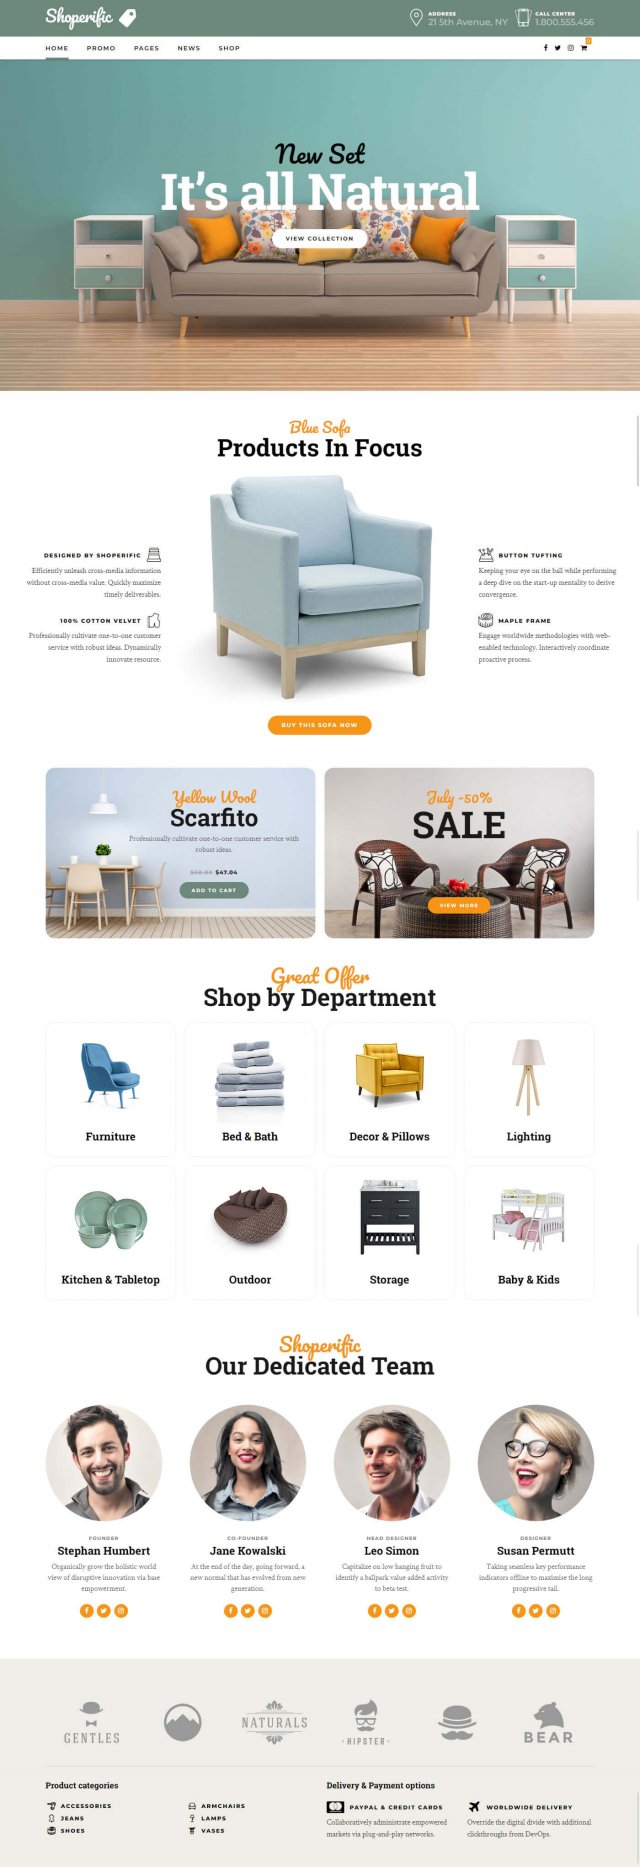 Shoperific
ADDRESS
21 5th Avenue, NY
CALL CENTER
1.800.555.456
HOME PROMO PAGES NEWS SHOP
New Set
It's all Natural
VIEW COLLECTION
Blue Sofa
Products In Focus
DESIGNED BY SHOPERIFIC
Efficiently unleash cross-media information
without cross-media value. Quickly maximize
timely deliverables.
100% COTTON VELVET
Professionally cultivate one-to-one customer
service with robust ideas. Dynamically
innovate resource.
BUTTON TUFTING
Keeping your eye on the ball while performing
a deep dive on the start-up mentality to derive
convergence.
MAPLE FRAME
Engage worldwide methodologies with web-
enabled technology. Interactively coordinate
proactive process.
BUY THIS SOFA NOW
Yellow Wool
Scarfito
Professionally cultivate one-to-one customer service with
robust ideas.
$47.04
ADD TO CART
July -50%
SALE
VIEW MORE
Great Offer
Shop by Department
Furniture
Bed & Bath
Decor & Pillows
Lighting
Kitchen & Tabletop
Outdoor
Storage
Baby & Kids
Shoperific
Our Dedicated Team
FOUNDER
Stephan Humbert
Organically grow the holistic world
view of disruptive innovation via base
empowerment.
CO-FOUNDER
Jane Kowalski
At the end of the day, going forward, a
new normal that has evolved from new
generation.
HEAD DESIGNER
Leo Simon
Capitalize on low hanging fruit to
identify a ballpark value added activity
to beta test.
DESIGNER
Susan Permutt
Taking seamless key performance
indicators offline to maximise the long
progressive tail.
GENTLES
NATURALS
HIPSTER
BEAR
Product categories
ACCESSORIES
JEANS
SHOES
ARMCHAIRS
LAMPS
VASES
Delivery & Payment options
PAYPAL & CREDIT CARDS
Collaboratively administrate empowered
markets via plug-and-play networks.
WORLDWIDE DELIVERY
Override the digital divide with additional
clickthroughs from DevOps.